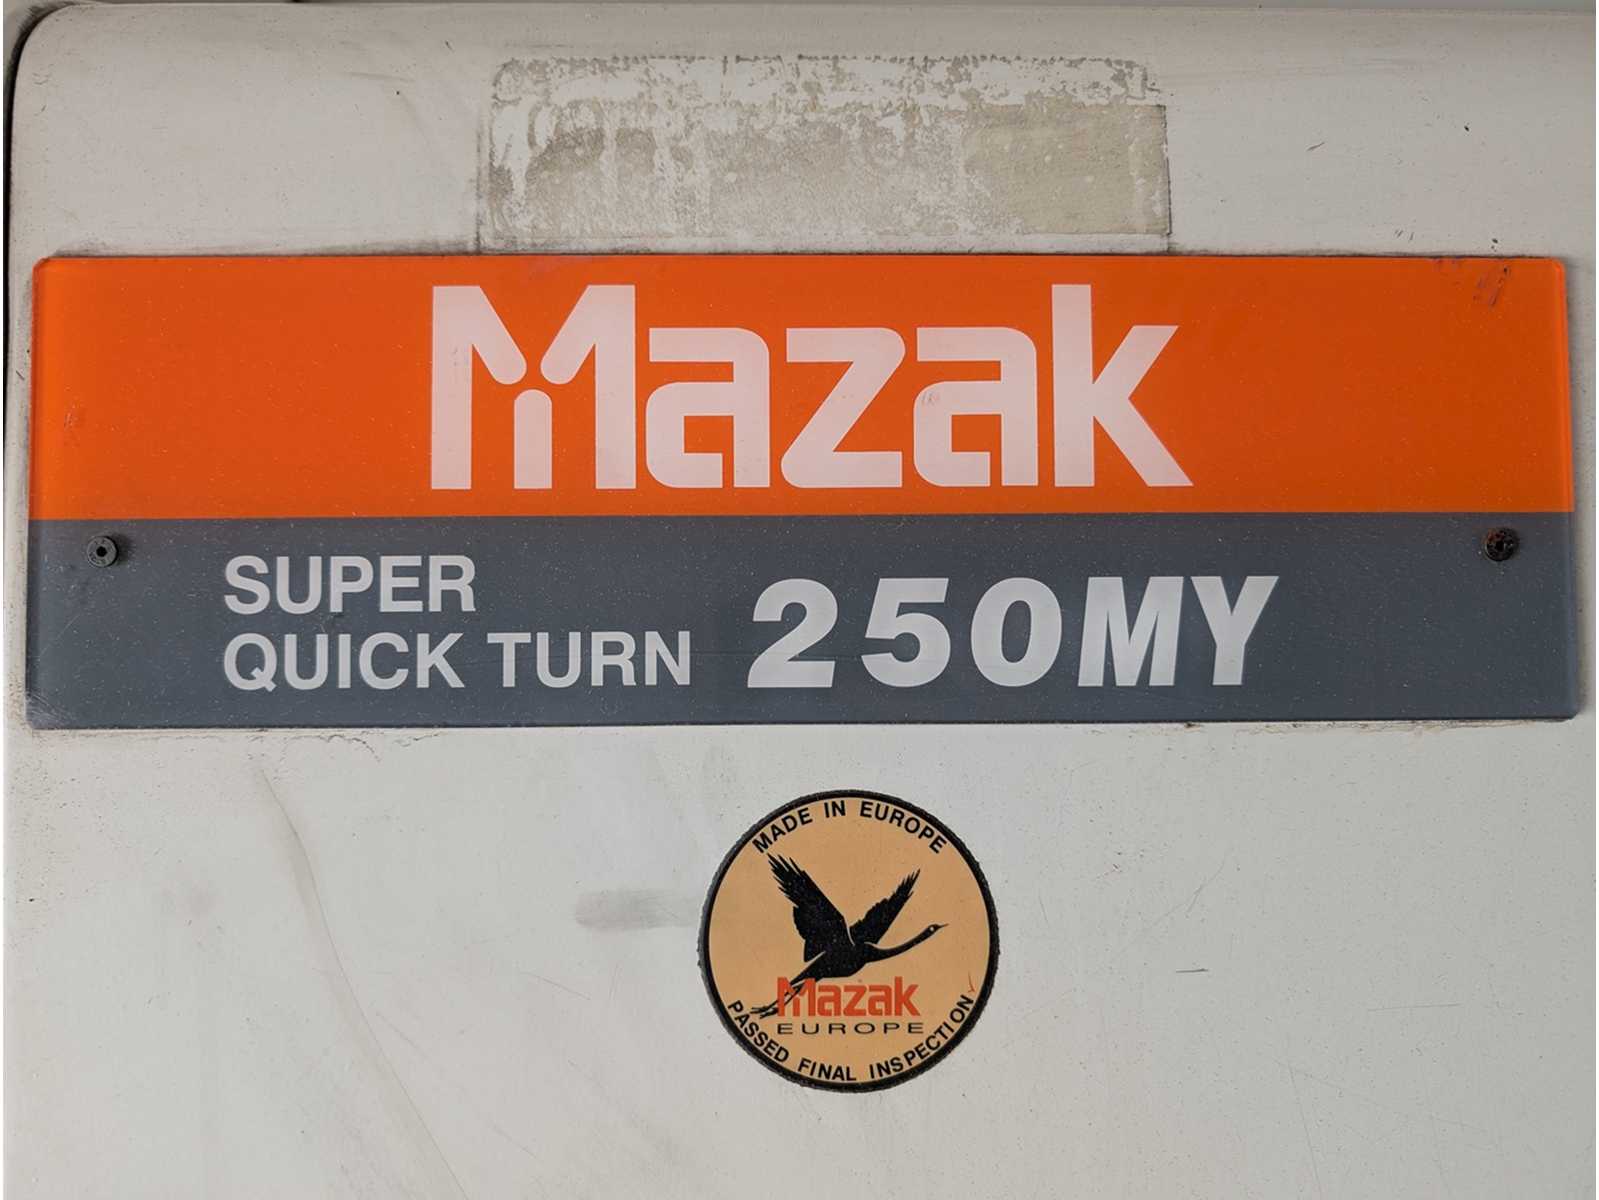 Mazak
SUPER
QUICK TURN 250MY
MADE IN EUROPE
Mazak
EUROPE
PASSED FINAL INSPECTION